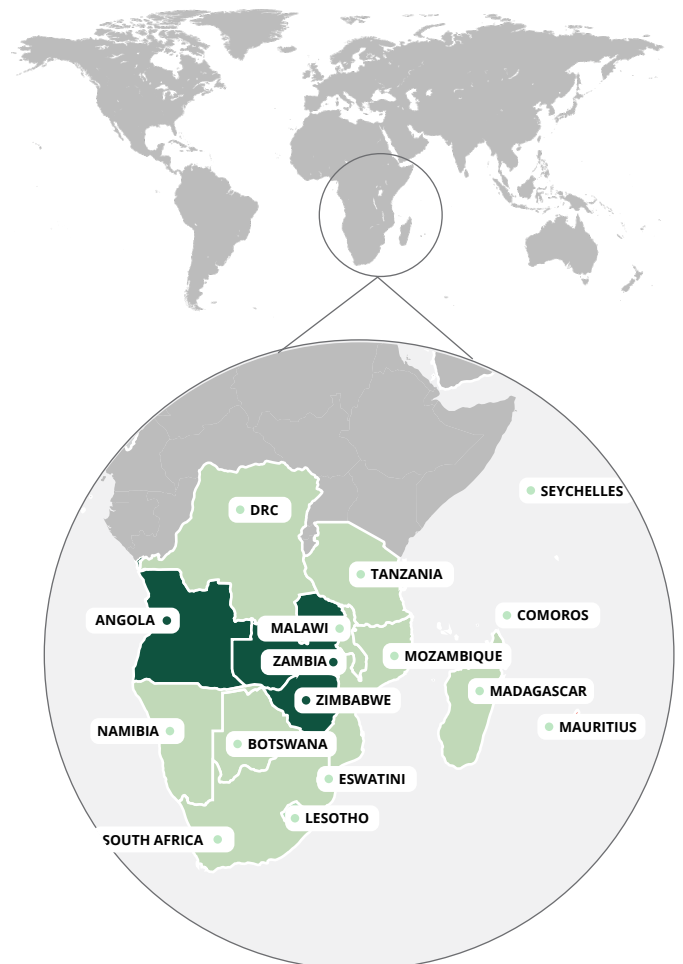 SEYCHELLES
DRC
TANZANIA
COMOROS
ANGOLA
MALAWI
MOZAMBIQUE
ZAMBIA
MADAGASCAR
ZIMBABWE
MAURITIUS
NAMIBIA
BOTSWANA
ESWATINI
LESOTHO
SOUTH AFRICA